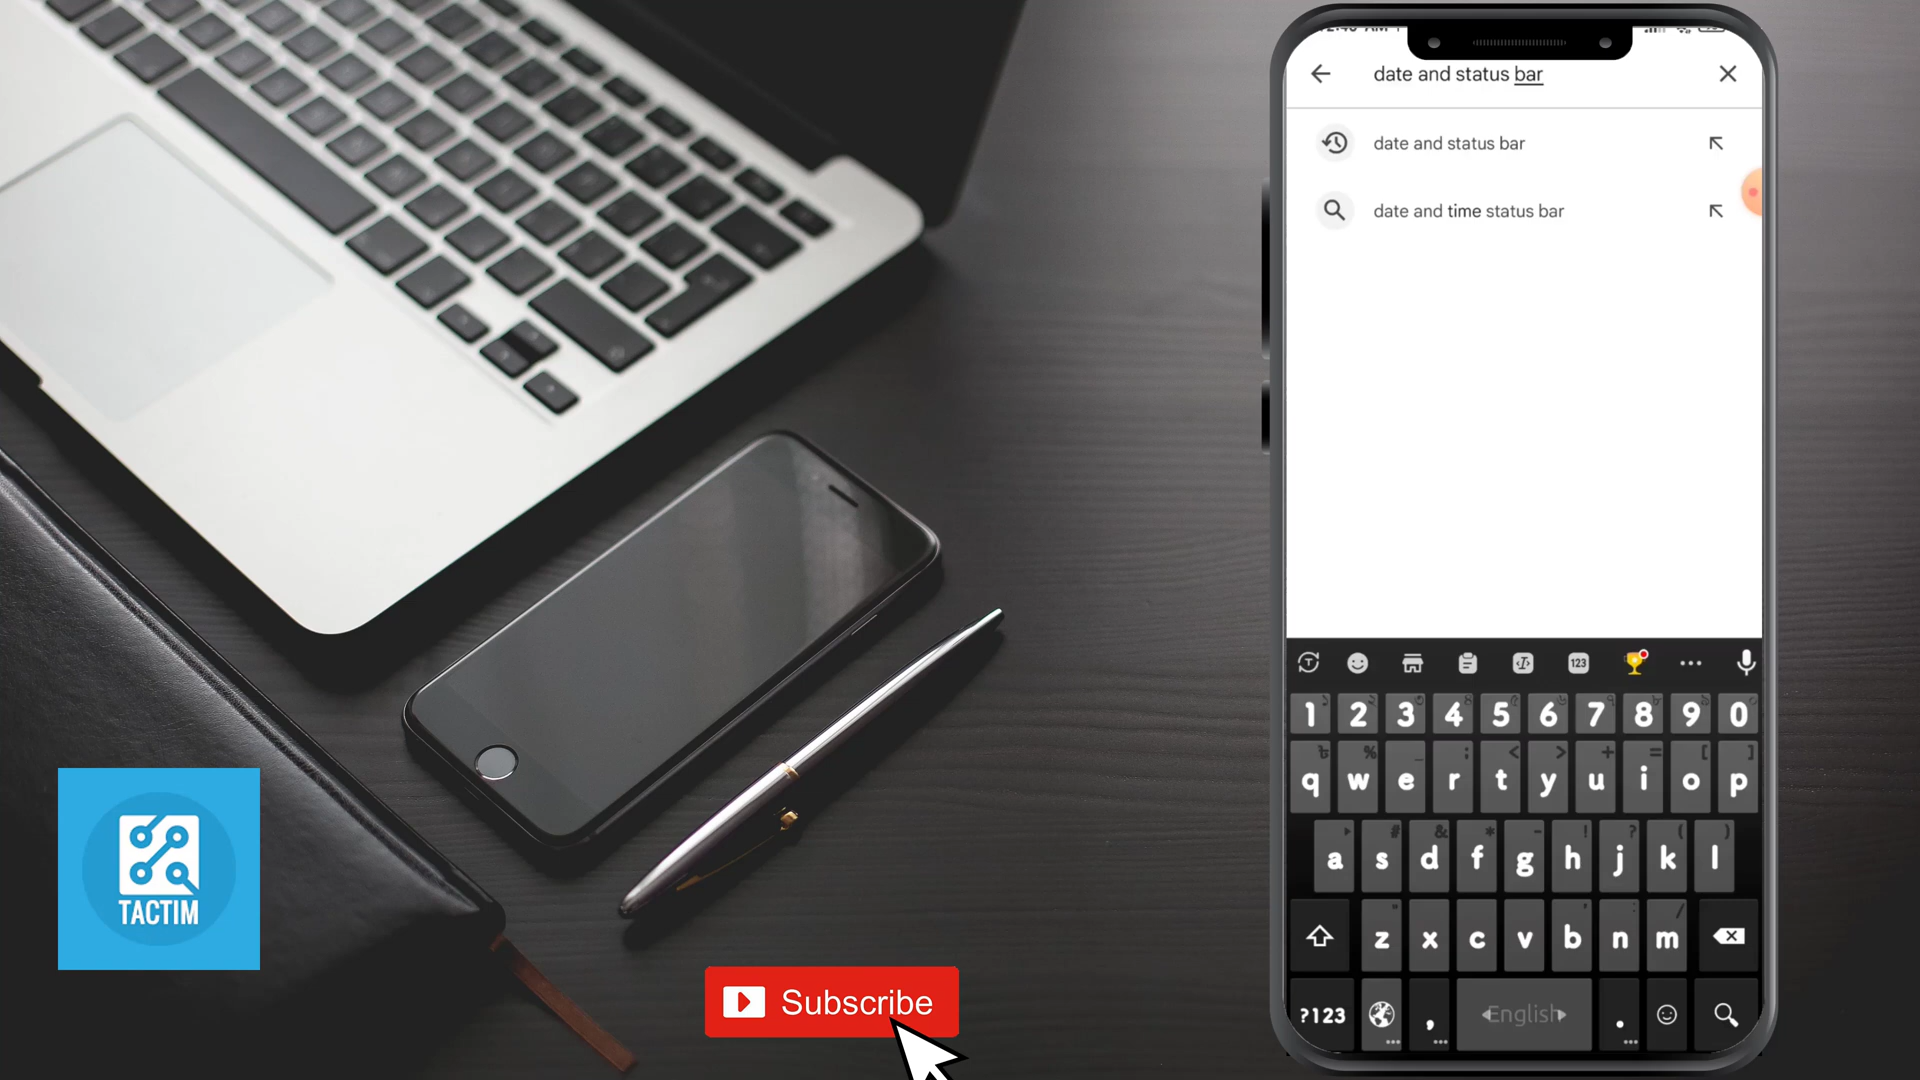 date and status bar
date and status bar
date and time status bar
123
1 2 3 4 5 6 7 8 9 0
q w e r t y u i o p
a s d f g h j k l
z x c v b n m
?123 , English .
TACTIM
Subscribe